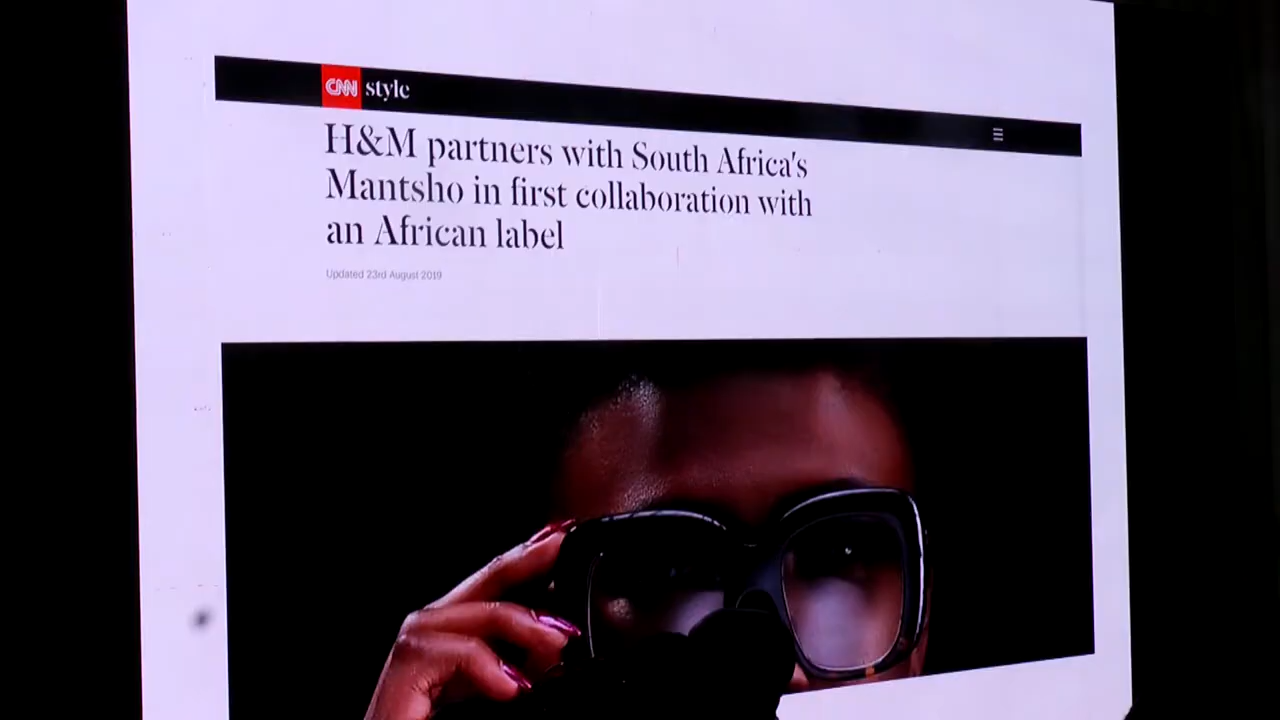 CNN style
H&M partners with South Africa's
Mantsho in first collaboration with
an African label
Updated 23rd August 2019